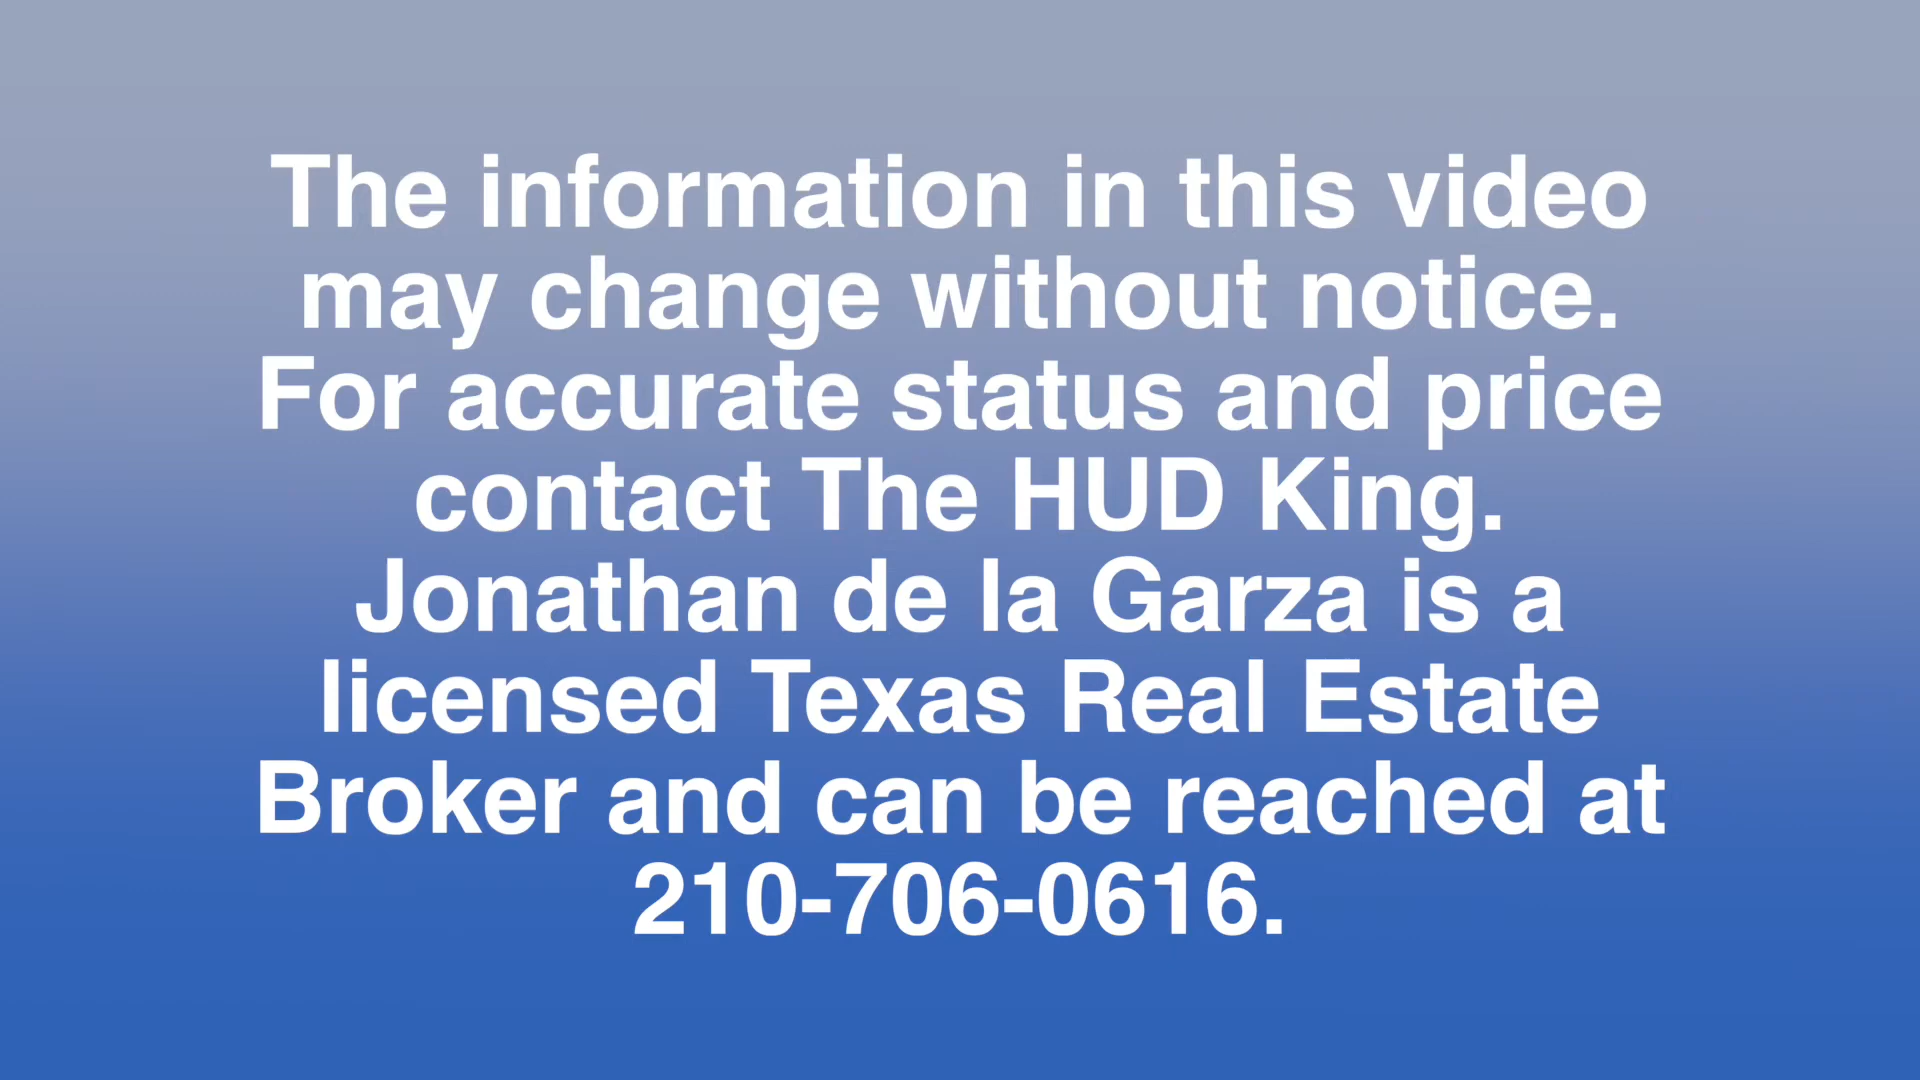 The information in this video
may change without notice.
For accurate status and price
contact The HUD King.
Jonathan de la Garza is a
licensed Texas Real Estate
Broker and can be reached at
210-706-0616.